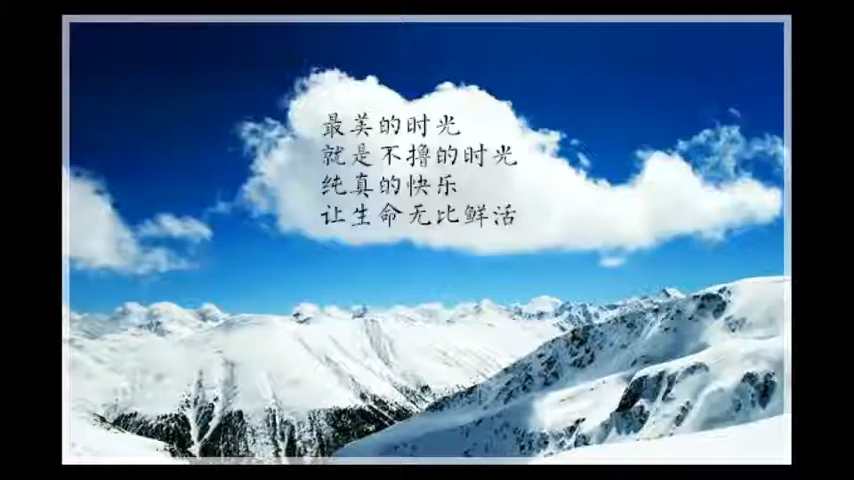 最美的时光
就是不撸的时光
纯真的快乐
让生命无比鲜活